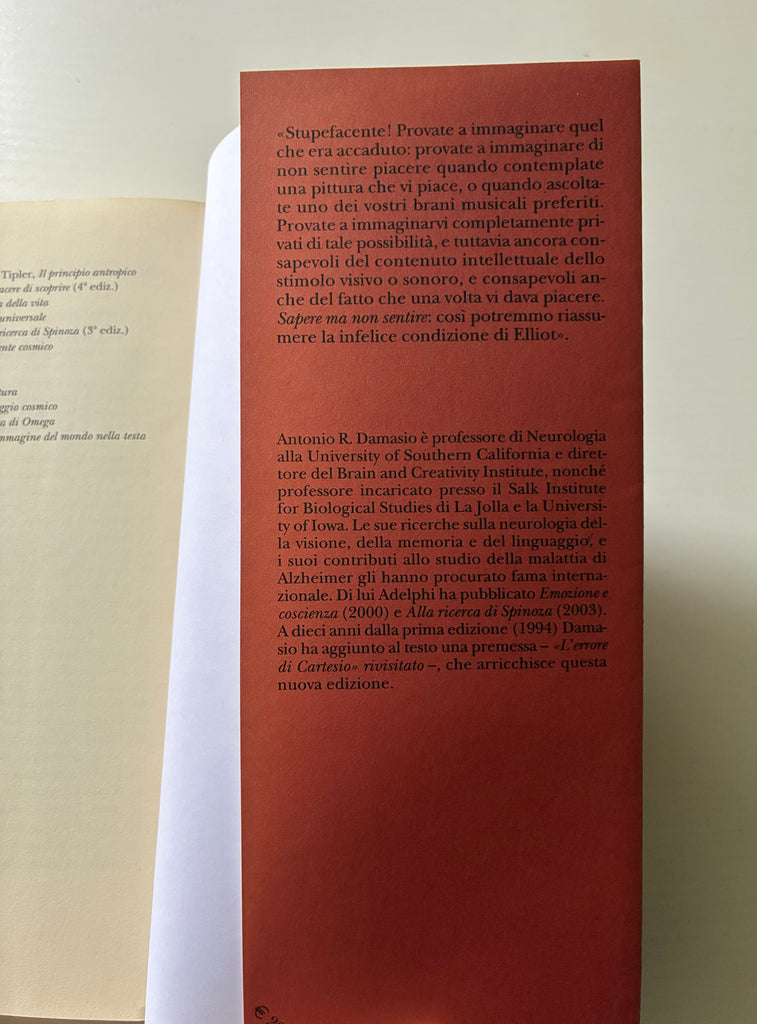 Tipler, Il principio antropico
acere di scoprire (4ª ediz.)
della vita
universale
ricerca di Spinoza (3ª ediz.)
ente cosmico
tura
ggio cosmico
a di Omega
mmagine del mondo nella testa
«Stupefacente! Provate a immaginare quel
che era accaduto: provate a immaginare di
non sentire piacere quando contemplate
una pittura che vi piace, o quando ascolta-
te uno dei vostri brani musicali preferiti.
Provate a immaginarvi completamente pri-
vati di tale possibilità, e tuttavia ancora con-
sapevoli del contenuto intellettuale dello
stimolo visivo o sonoro, e consapevoli an-
che del fatto che una volta vi dava piacere.
Sapere ma non sentire: così potremmo riassu-
mere la infelice condizione di Elliot».
Antonio R. Damasio è professore di Neurologia
alla University of Southern California e diret-
tore del Brain and Creativity Institute, nonché
professore incaricato presso il Salk Institute
for Biological Studies di La Jolla e la Universi-
ty of Iowa. Le sue ricerche sulla neurologia del-
la visione, della memoria e del linguaggio, e
i suoi contributi allo studio della malattia di
Alzheimer gli hanno procurato fama interna-
zionale. Di lui Adelphi ha pubblicato Emozione e
coscienza (2000) e Alla ricerca di Spinoza (2003).
A dieci anni dalla prima edizione (1994) Dama-
sio ha aggiunto al testo una premessa – «L'errore
di Cartesio» rivisitato –, che arricchisce questa
nuova edizione.
€